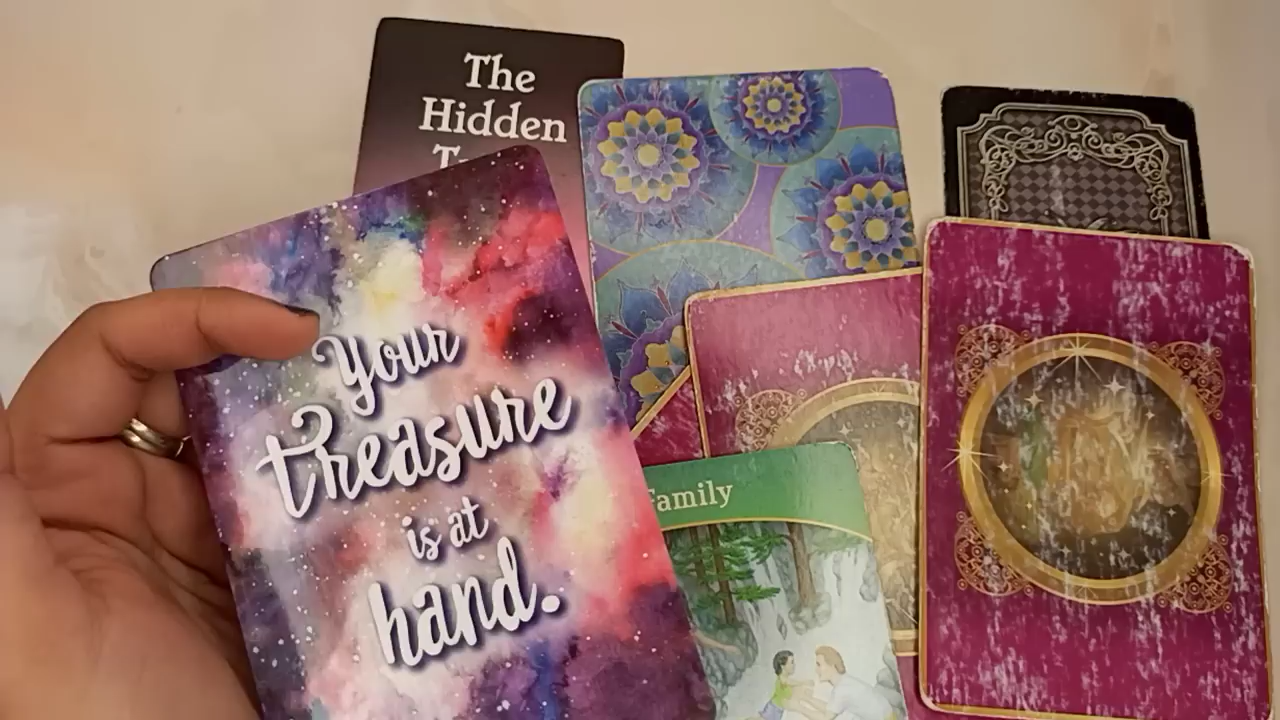 The
Hidden
Your
treasure
is at
hand.
Family